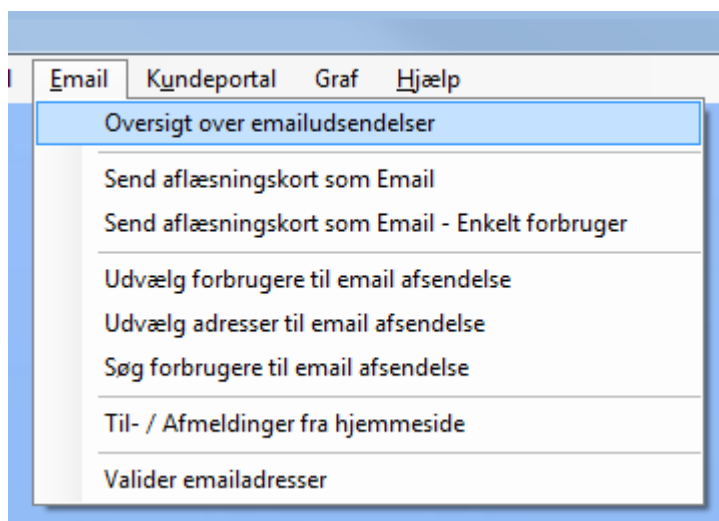 Email Kundeportal Graf Hjælp
Oversigt over emailudsendelser
Send aflæsningskort som Email
Send aflæsningskort som Email - Enkelt forbruger
Udvælg forbrugere til email afsendelse
Udvælg adresser til email afsendelse
Søg forbrugere til email afsendelse
Til- / Afmeldinger fra hjemmeside
Valider emailadresser